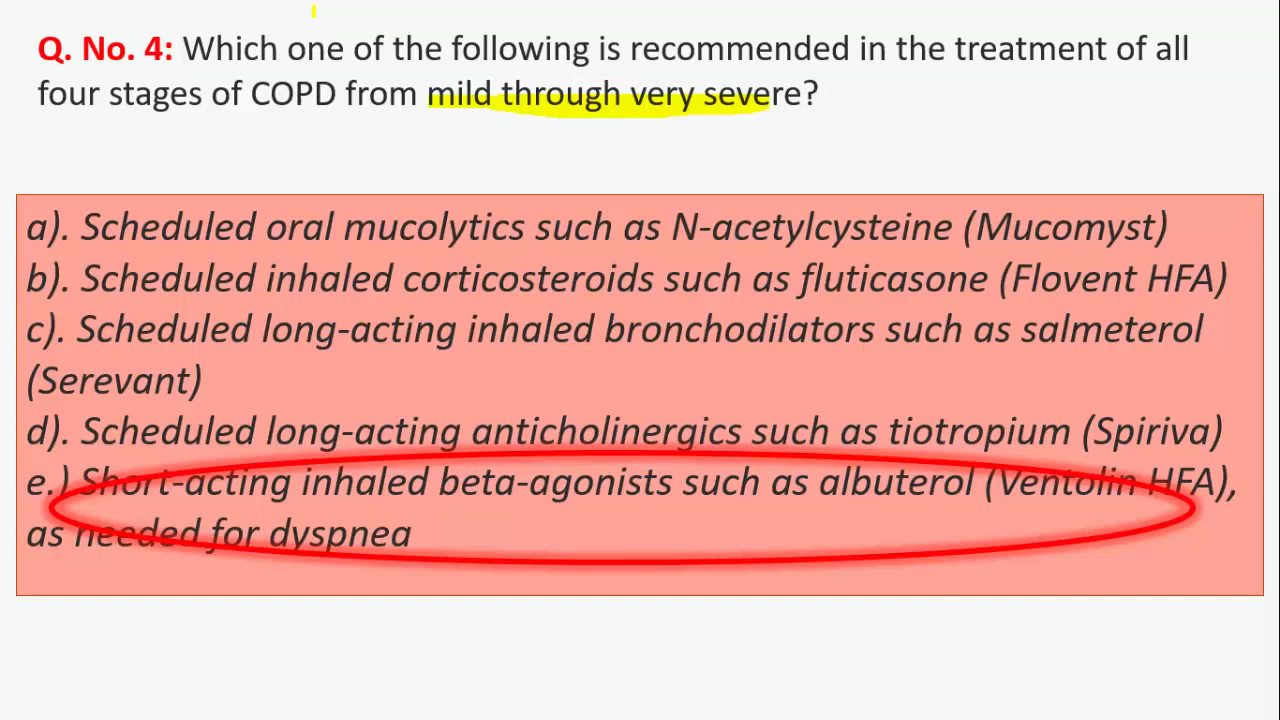 Q. No. 4: Which one of the following is recommended in the treatment of all
four stages of COPD from mild through very severe?
a). Scheduled oral mucolytics such as N-acetylcysteine (Mucomyst)
b). Scheduled inhaled corticosteroids such as fluticasone (Flovent HFA)
c). Scheduled long-acting inhaled bronchodilators such as salmeterol
(Serevant)
d). Scheduled long-acting anticholinergics such as tiotropium (Spiriva)
e.) Short-acting inhaled beta-agonists such as albuterol (Ventolin HFA),
as needed for dyspnea